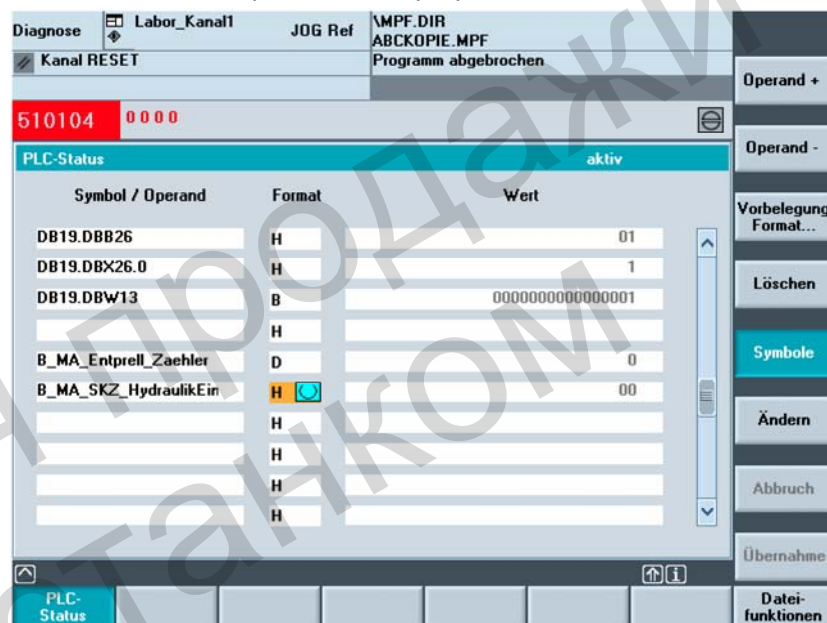 Diagnose
Labor_Kanal1
JOG Ref
\MPF.DIR
ABCKOPIE.MPF
Kanal RESET
Programm abgebrochen
510104
0000
PLC-Status
aktiv
Symbol / Operand Format Wert
DB19.DBB26 H 01
DB19.DBX26.0 H 1
DB19.DBW13 B 0000000000000001
H
B_MA_Entprell_Zaehler D 0
B_MA_SKZ_HydraulikEin H 00
H
H
H
H
Operand +
Operand -
Vorbelegung
Format...
Löschen
Symbole
Ändern
Abbruch
Übernahme
PLC-
Status
Datei-
funktionen
продажи
станком